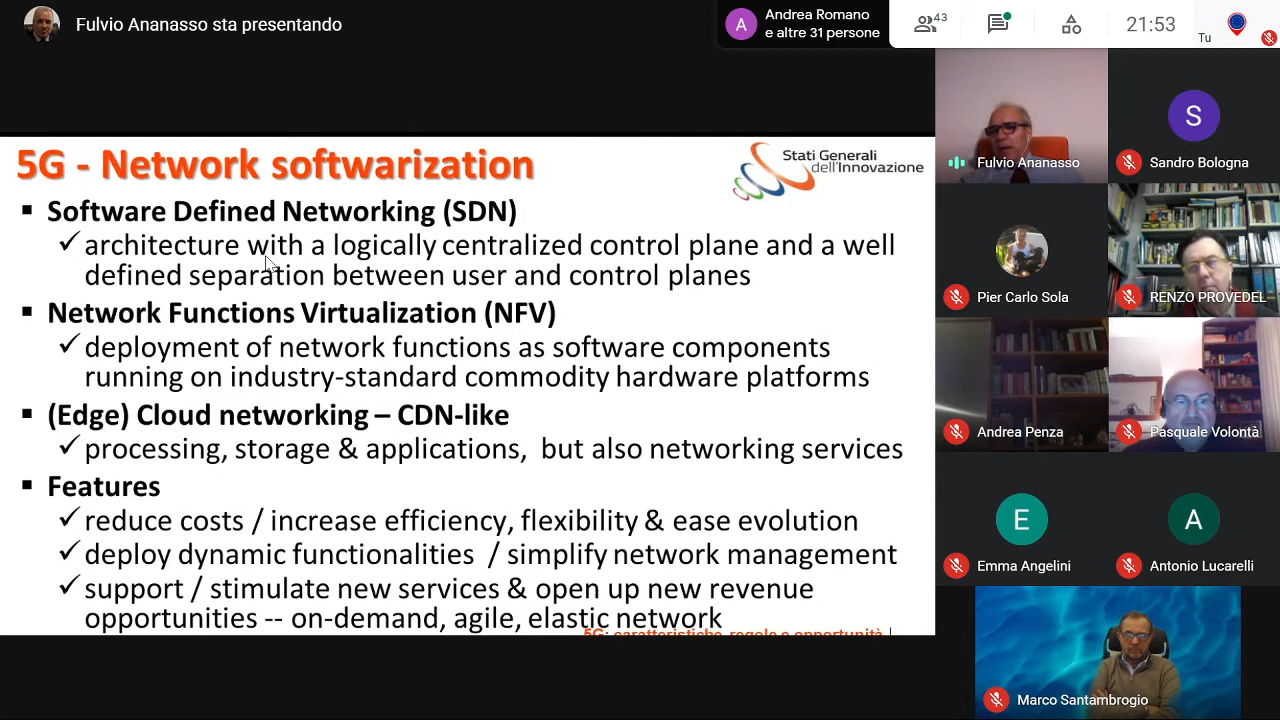 Fulvio Ananasso sta presentando
A
Andrea Romano
e altre 31 persone
43
21:53
Tu
5G - Network softwarization
Stati Generali
dell'Innovazione
▪ Software Defined Networking (SDN)
✓ architecture with a logically centralized control plane and a well
defined separation between user and control planes
▪ Network Functions Virtualization (NFV)
✓ deployment of network functions as software components
running on industry-standard commodity hardware platforms
▪ (Edge) Cloud networking – CDN-like
✓ processing, storage & applications, but also networking services
▪ Features
✓ reduce costs / increase efficiency, flexibility & ease evolution
✓ deploy dynamic functionalities / simplify network management
✓ support / stimulate new services & open up new revenue
opportunities -- on-demand, agile, elastic network
5G: caratteristiche, regole e opportunità |
Fulvio Ananasso
S
Sandro Bologna
Pier Carlo Sola
RENZO PROVEDEL
Andrea Penza
Pasquale Volontà
E
Emma Angelini
A
Antonio Lucarelli
Marco Santambrogio